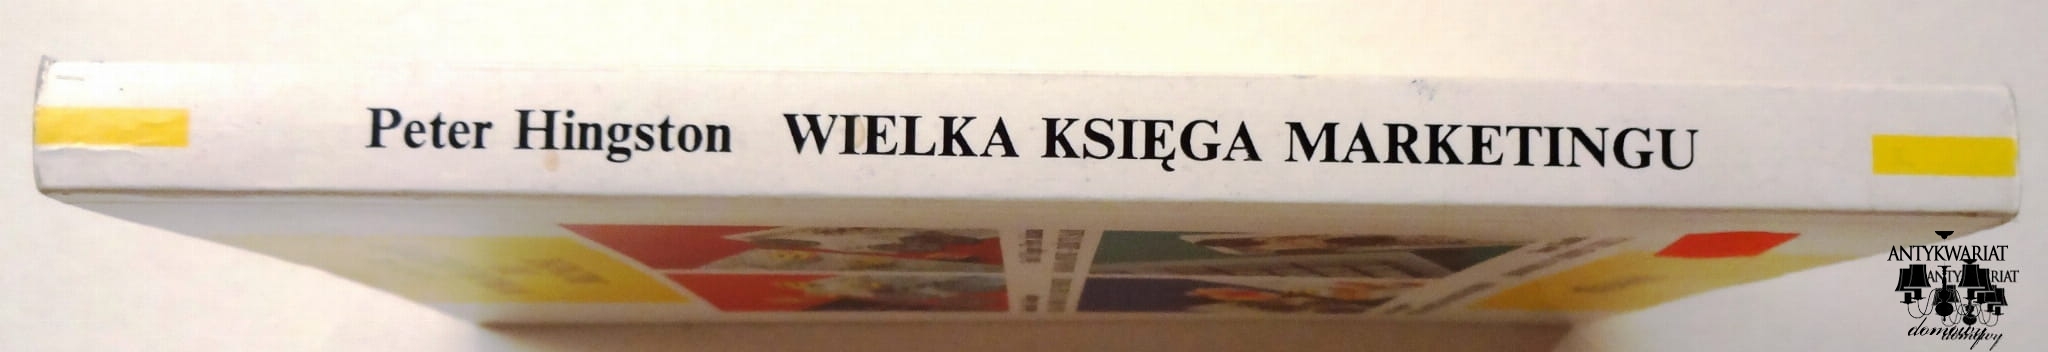 Peter Hingston WIELKA KSIĘGA MARKETINGU
ANTYKWARIAT
domowy